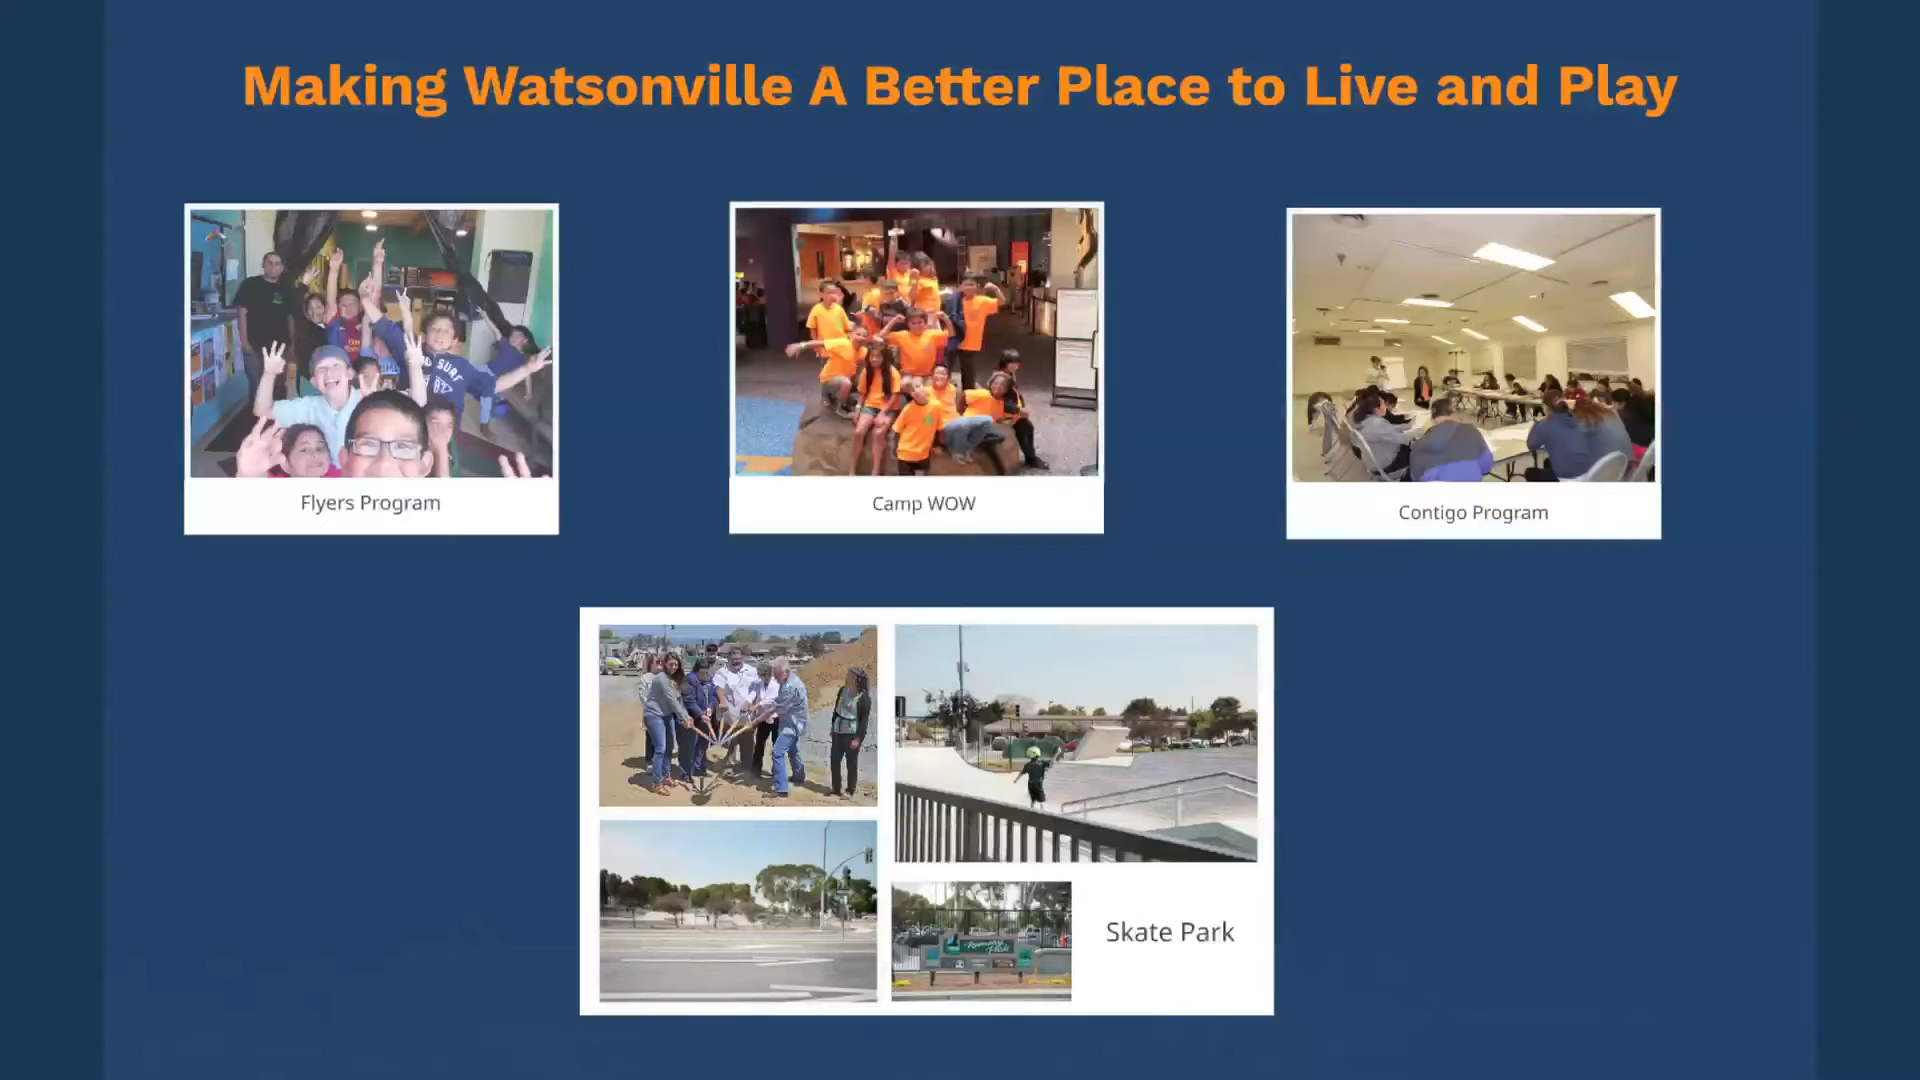 Making Watsonville A Better Place to Live and Play
Flyers Program
Camp WOW
Contigo Program
Skate Park